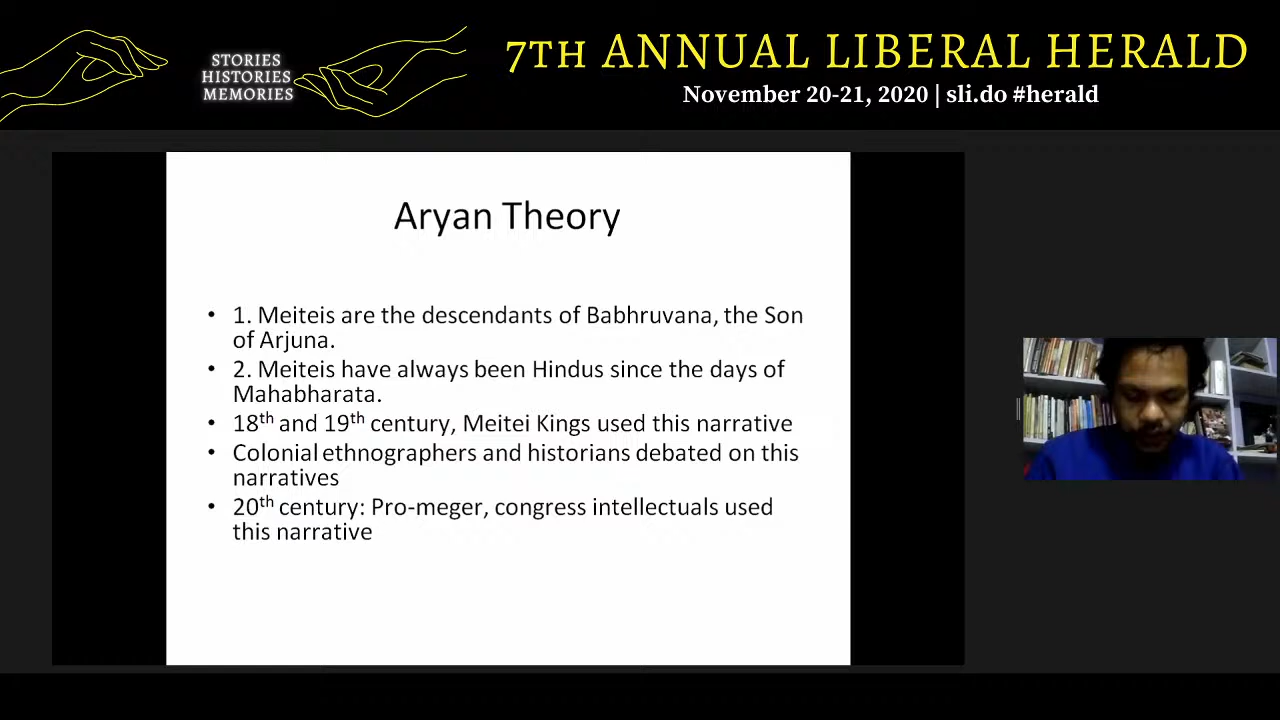 STORIES
HISTORIES
MEMORIES
7TH ANNUAL LIBERAL HERALD
November 20-21, 2020 | sli.do #herald
Aryan Theory
• 1. Meiteis are the descendants of Babhruvana, the Son
of Arjuna.
• 2. Meiteis have always been Hindus since the days of
Mahabharata.
• 18th and 19th century, Meitei Kings used this narrative
• Colonial ethnographers and historians debated on this
narratives
• 20th century: Pro-meger, congress intellectuals used
this narrative